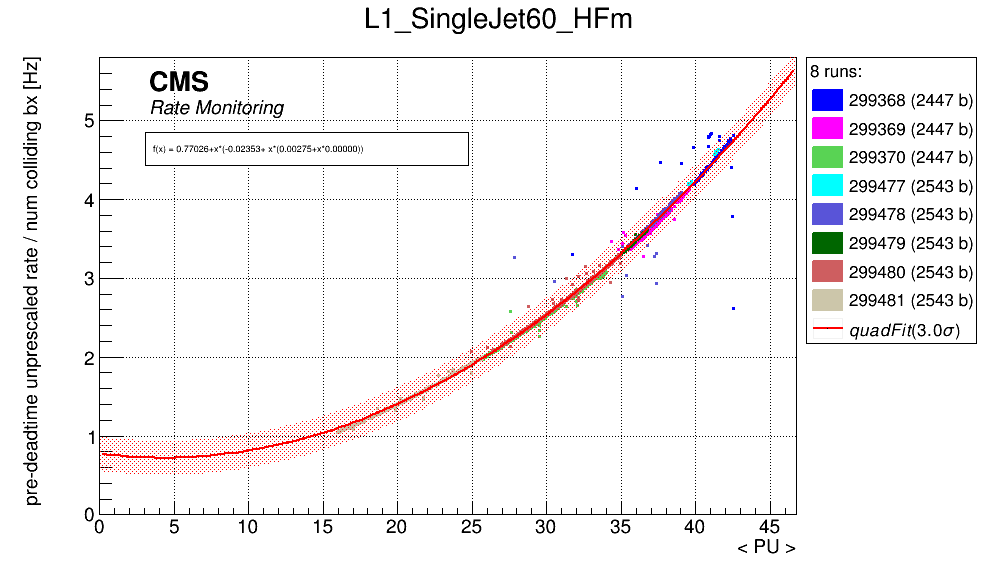 L1_SingleJet60_HFm
pre-deadtime unprescaled rate / num colliding bx [Hz]
CMS
Rate Monitoring
f(x) = 0.77026+x*(-0.02353+ x*(0.00275+x*0.00000))
5
4
3
2
1
0
0 5 10 15 20 25 30 35 40 45
< PU >
8 runs:
299368 (2447 b)
299369 (2447 b)
299370 (2447 b)
299477 (2543 b)
299478 (2543 b)
299479 (2543 b)
299480 (2543 b)
299481 (2543 b)
quadFit(3.0σ)